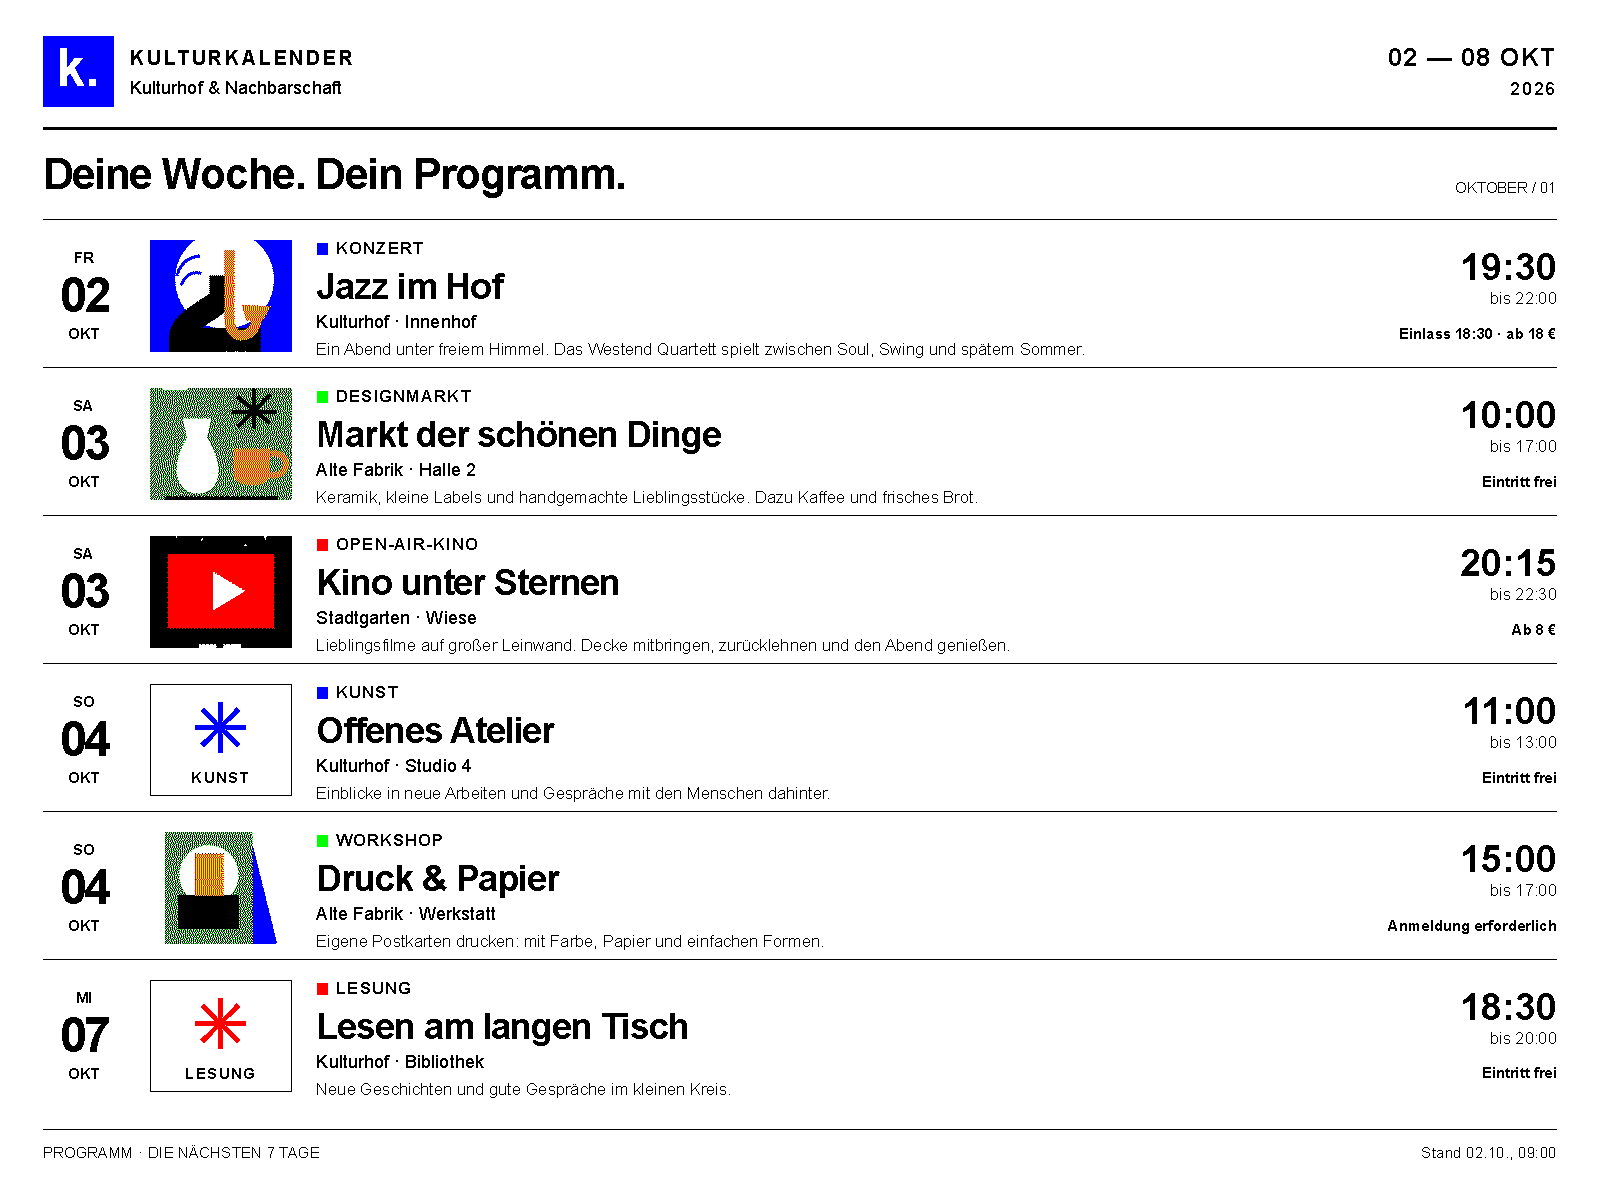 k.
KULTURKALENDER
Kulturhof & Nachbarschaft
02 — 08 OKT
2026
Deine Woche. Dein Programm.
OKTOBER / 01
FR
02
OKT
KONZERT
Jazz im Hof
Kulturhof · Innenhof
Ein Abend unter freiem Himmel. Das Westend Quartett spielt zwischen Soul, Swing und spätem Sommer.
19:30
bis 22:00
Einlass 18:30 · ab 18 €
SA
03
OKT
DESIGNMARKT
Markt der schönen Dinge
Alte Fabrik · Halle 2
Keramik, kleine Labels und handgemachte Lieblingsstücke. Dazu Kaffee und frisches Brot.
10:00
bis 17:00
Eintritt frei
SA
03
OKT
OPEN-AIR-KINO
Kino unter Sternen
Stadtgarten · Wiese
Lieblingsfilme auf großer Leinwand. Decke mitbringen, zurücklehnen und den Abend genießen.
20:15
bis 22:30
Ab 8 €
SO
04
OKT
KUNST
KUNST
Offenes Atelier
Kulturhof · Studio 4
Einblicke in neue Arbeiten und Gespräche mit den Menschen dahinter.
11:00
bis 13:00
Eintritt frei
SO
04
OKT
WORKSHOP
Druck & Papier
Alte Fabrik · Werkstatt
Eigene Postkarten drucken: mit Farbe, Papier und einfachen Formen.
15:00
bis 17:00
Anmeldung erforderlich
MI
07
OKT
LESUNG
LESUNG
Lesen am langen Tisch
Kulturhof · Bibliothek
Neue Geschichten und gute Gespräche im kleinen Kreis.
18:30
bis 20:00
Eintritt frei
PROGRAMM · DIE NÄCHSTEN 7 TAGE
Stand 02.10., 09:00